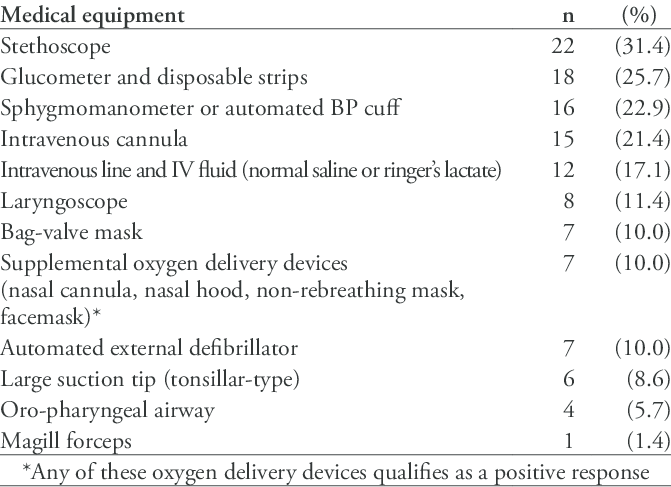 Medical equipment n (%)
Stethoscope 22 (31.4)
Glucometer and disposable strips 18 (25.7)
Sphygmomanometer or automated BP cuff 16 (22.9)
Intravenous cannula 15 (21.4)
Intravenous line and IV fluid (normal saline or ringer's lactate) 12 (17.1)
Laryngoscope 8 (11.4)
Bag-valve mask 7 (10.0)
Supplemental oxygen delivery devices 7 (10.0)
(nasal cannula, nasal hood, non-rebreathing mask,
facemask)*
Automated external defibrillator 7 (10.0)
Large suction tip (tonsillar-type) 6 (8.6)
Oro-pharyngeal airway 4 (5.7)
Magill forceps 1 (1.4)
*Any of these oxygen delivery devices qualifies as a positive response